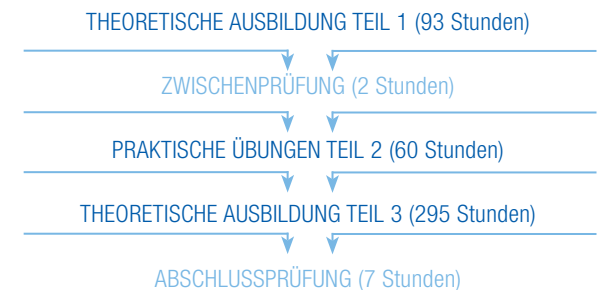 THEORETISCHE AUSBILDUNG TEIL 1 (93 Stunden)
ZWISCHENPRÜFUNG (2 Stunden)
PRAKTISCHE ÜBUNGEN TEIL 2 (60 Stunden)
THEORETISCHE AUSBILDUNG TEIL 3 (295 Stunden)
ABSCHLUSSPRÜFUNG (7 Stunden)